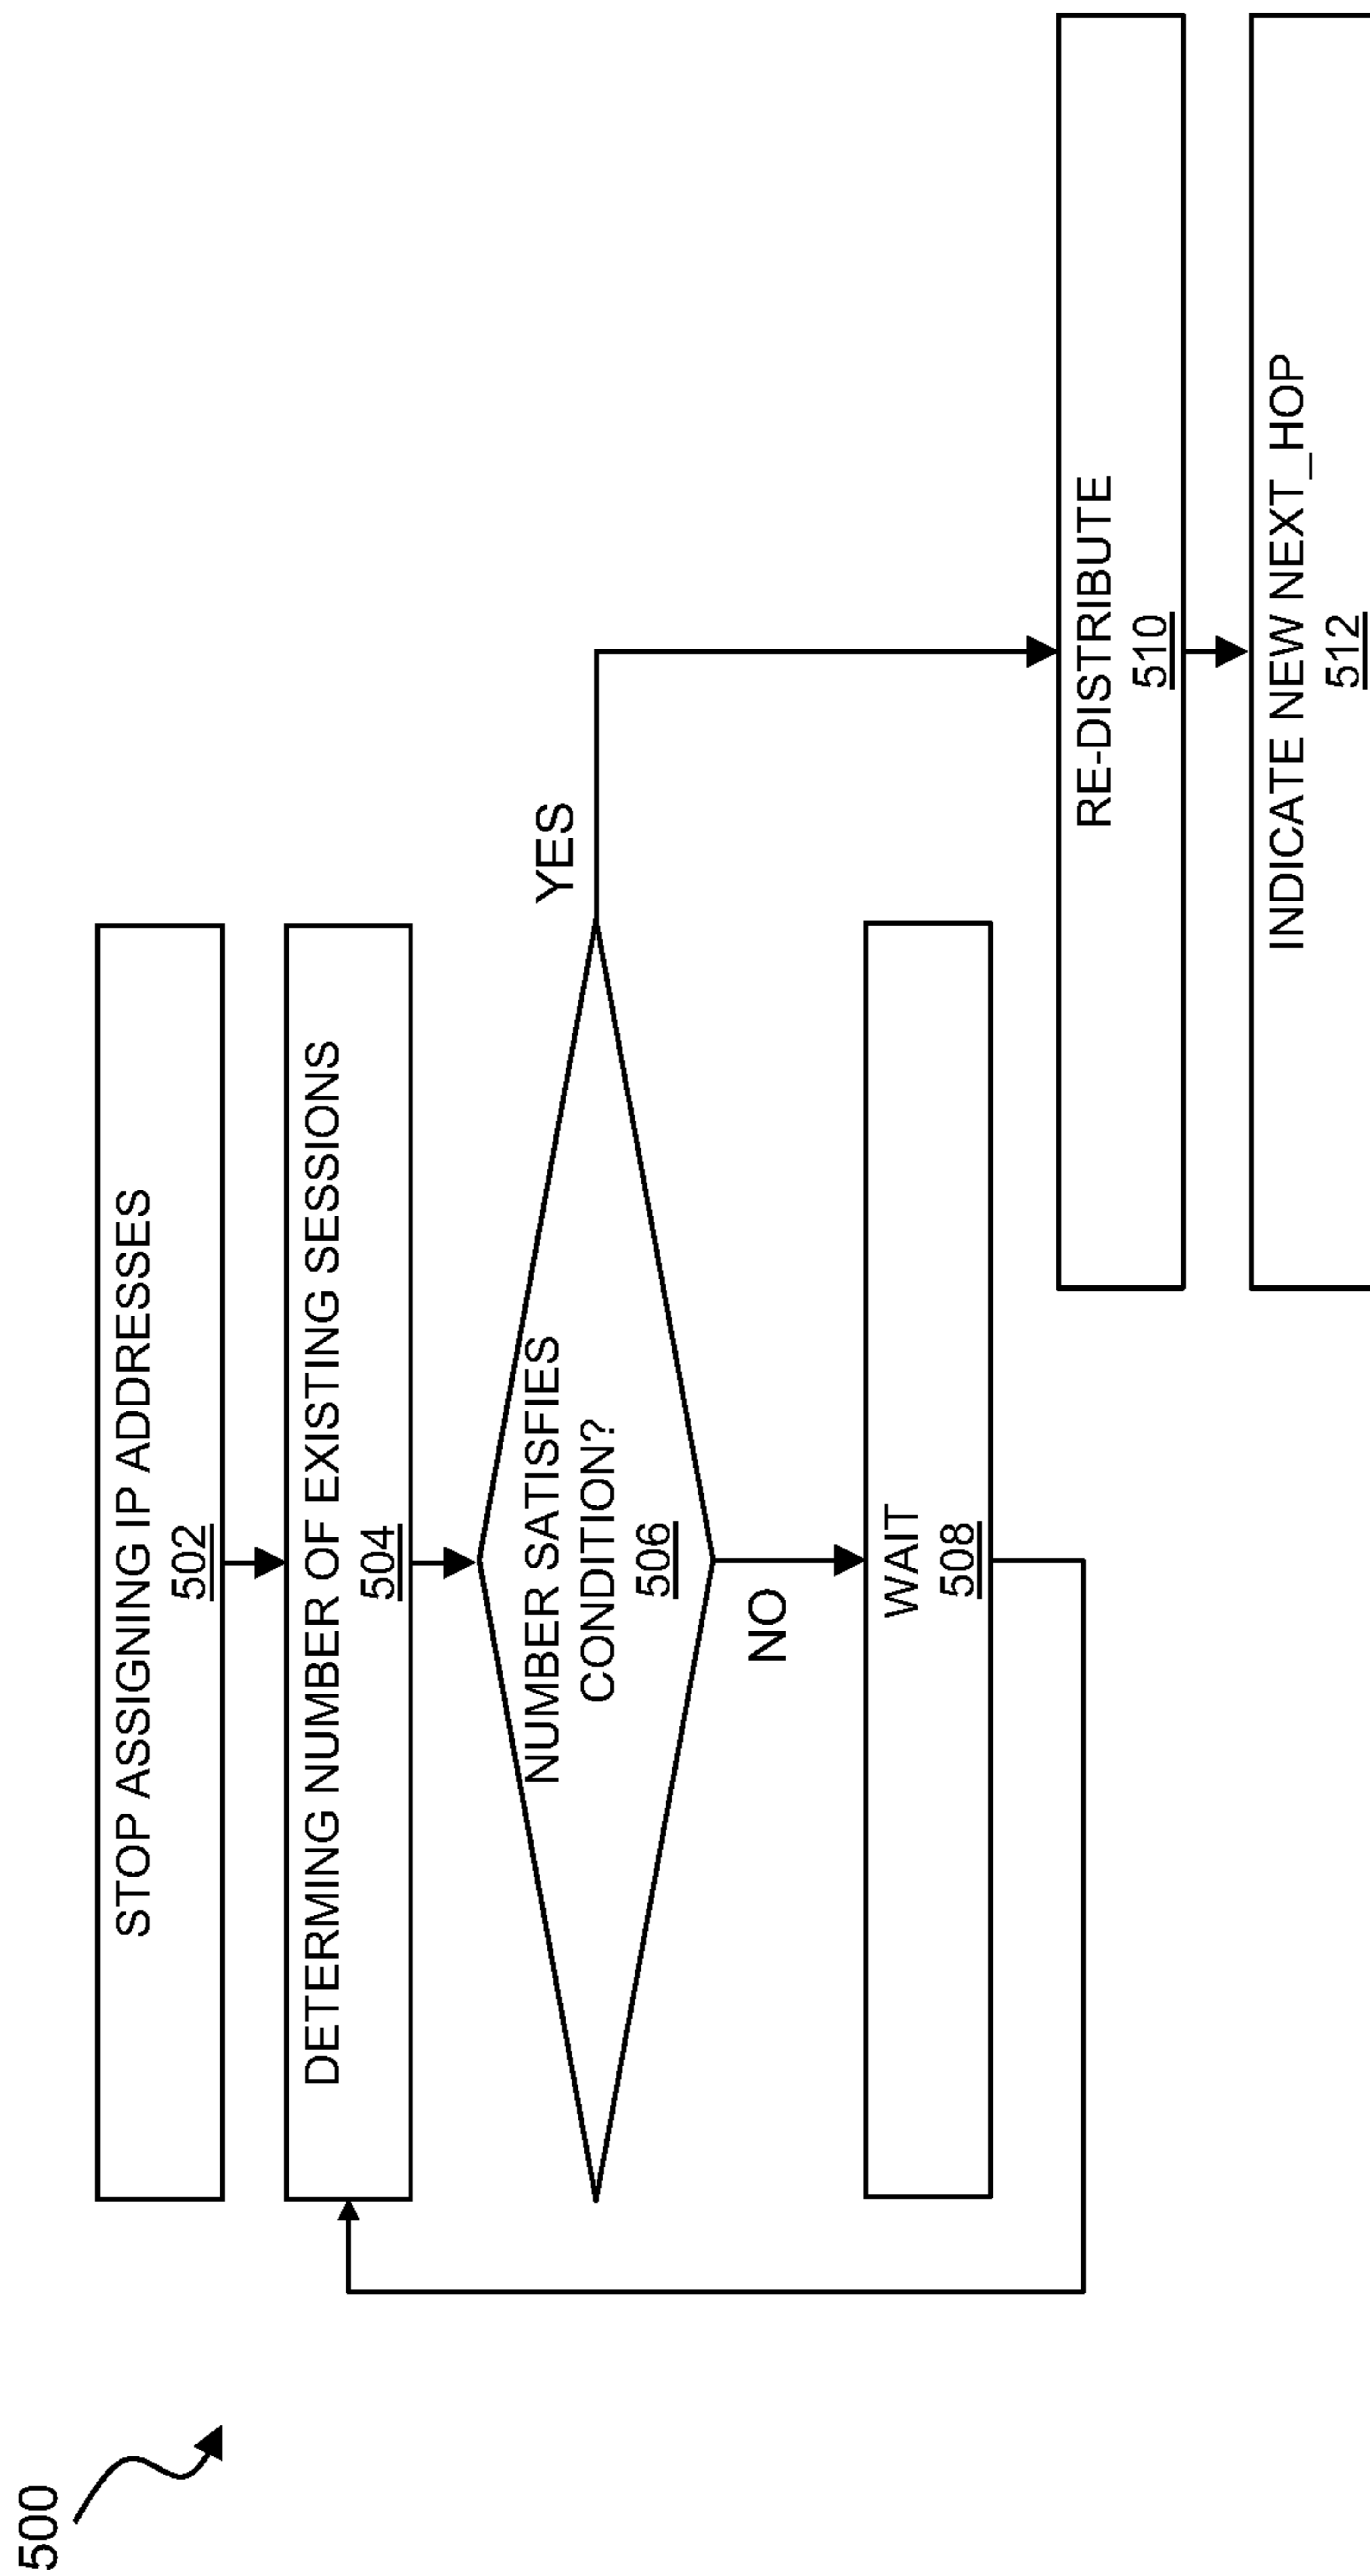 500
STOP ASSIGNING IP ADDRESSES
502
DETERMINING NUMBER OF EXISTING SESSIONS
504
NUMBER SATISFIES
CONDITION?
506
YES
NO
WAIT
508
RE-DISTRIBUTE
510
INDICATE NEW NEXT_HOP
512